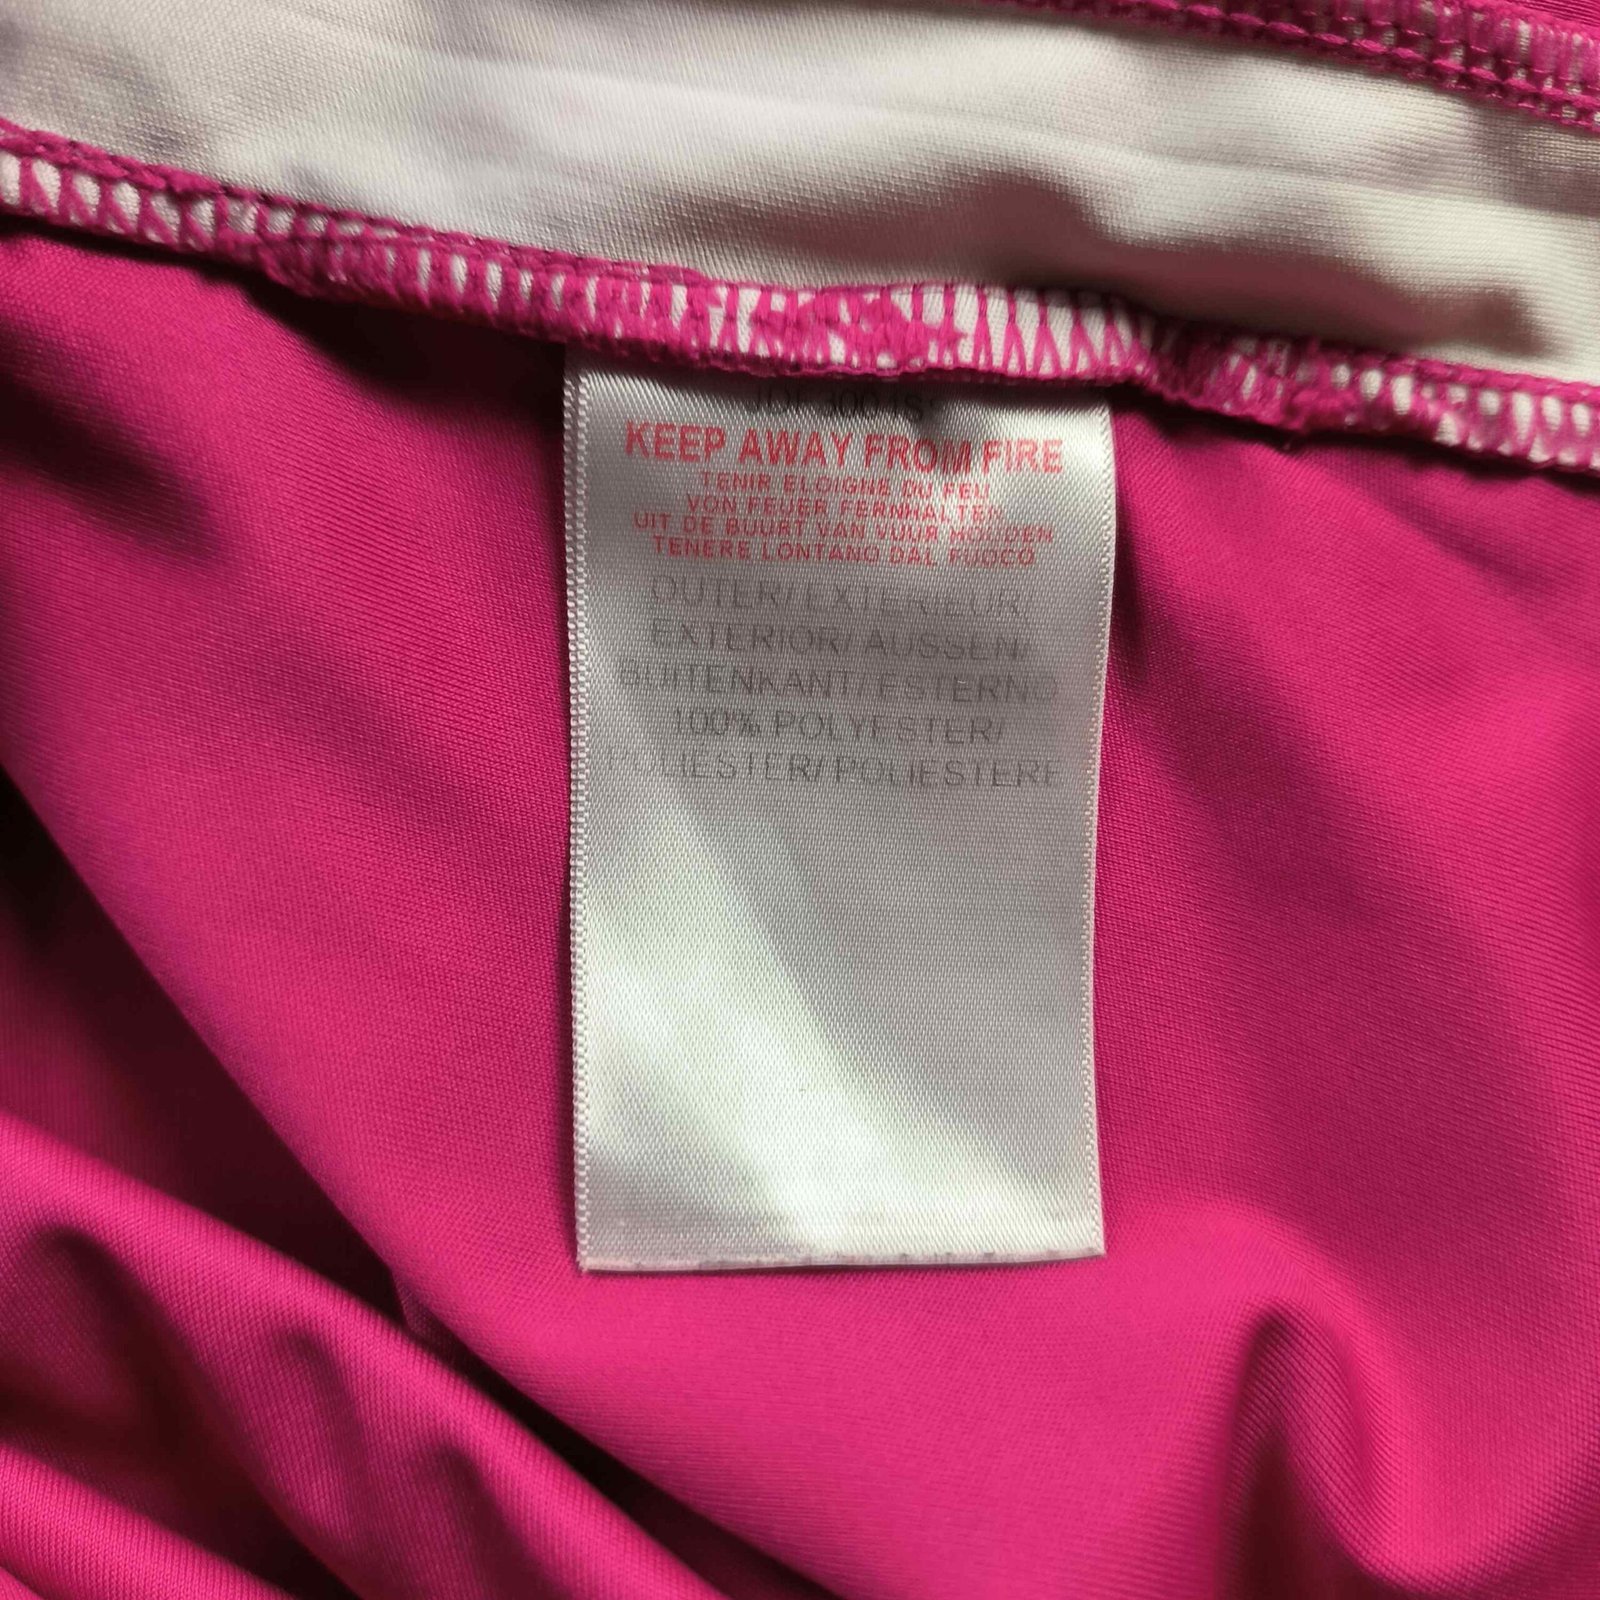 KEEP AWAY FROM FIRE
TENIR ELOIGNE DU FEU
VON FEUER FERNHALTEN
UIT DE BUURT VAN VUUR HOUDEN
TENERE LONTANO DAL FUOCO
OUTER/ EXTERIEUR/
EXTERIOR/ AUSSEN/
BUITENKANT/ ESTERNO
100% POLYESTER/
POLIESTER/ POLIESTERE